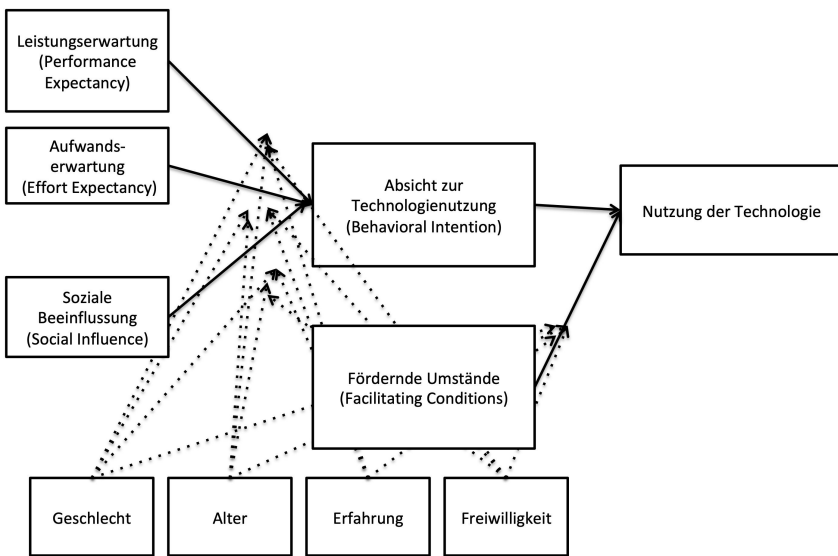 Leistungserwartung
(Performance
Expectancy)
Aufwands-
erwartung
(Effort Expectancy)
Soziale
Beeinflussung
(Social Influence)
Absicht zur
Technologienutzung
(Behavioral Intention)
Nutzung der Technologie
Fördernde Umstände
(Facilitating Conditions)
Geschlecht
Alter
Erfahrung
Freiwilligkeit